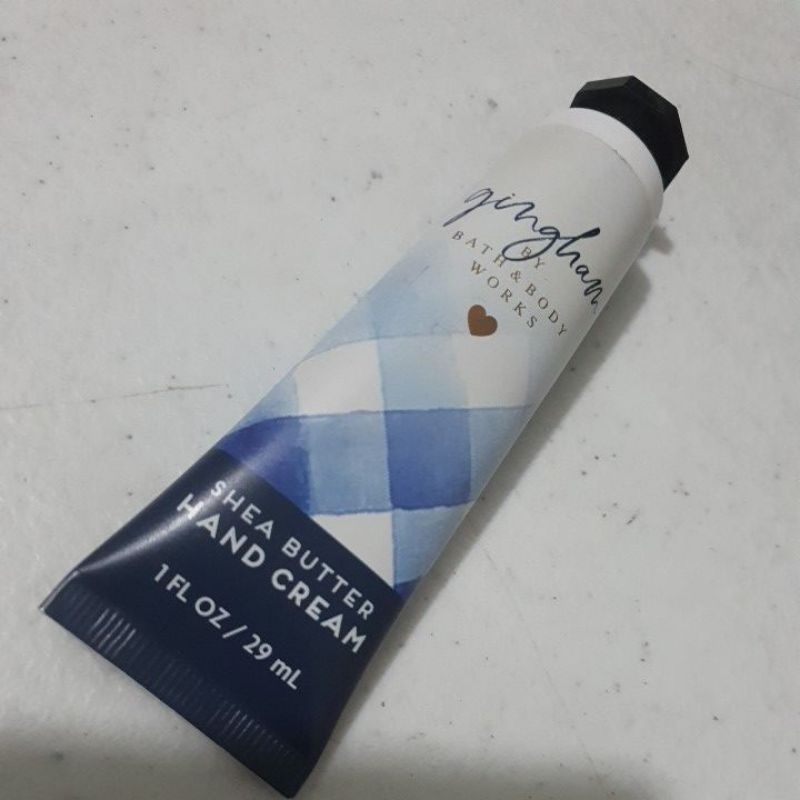 gingham
BY
BATH & BODY
WORKS
SHEA BUTTER
HAND CREAM
1 FL OZ / 29 mL